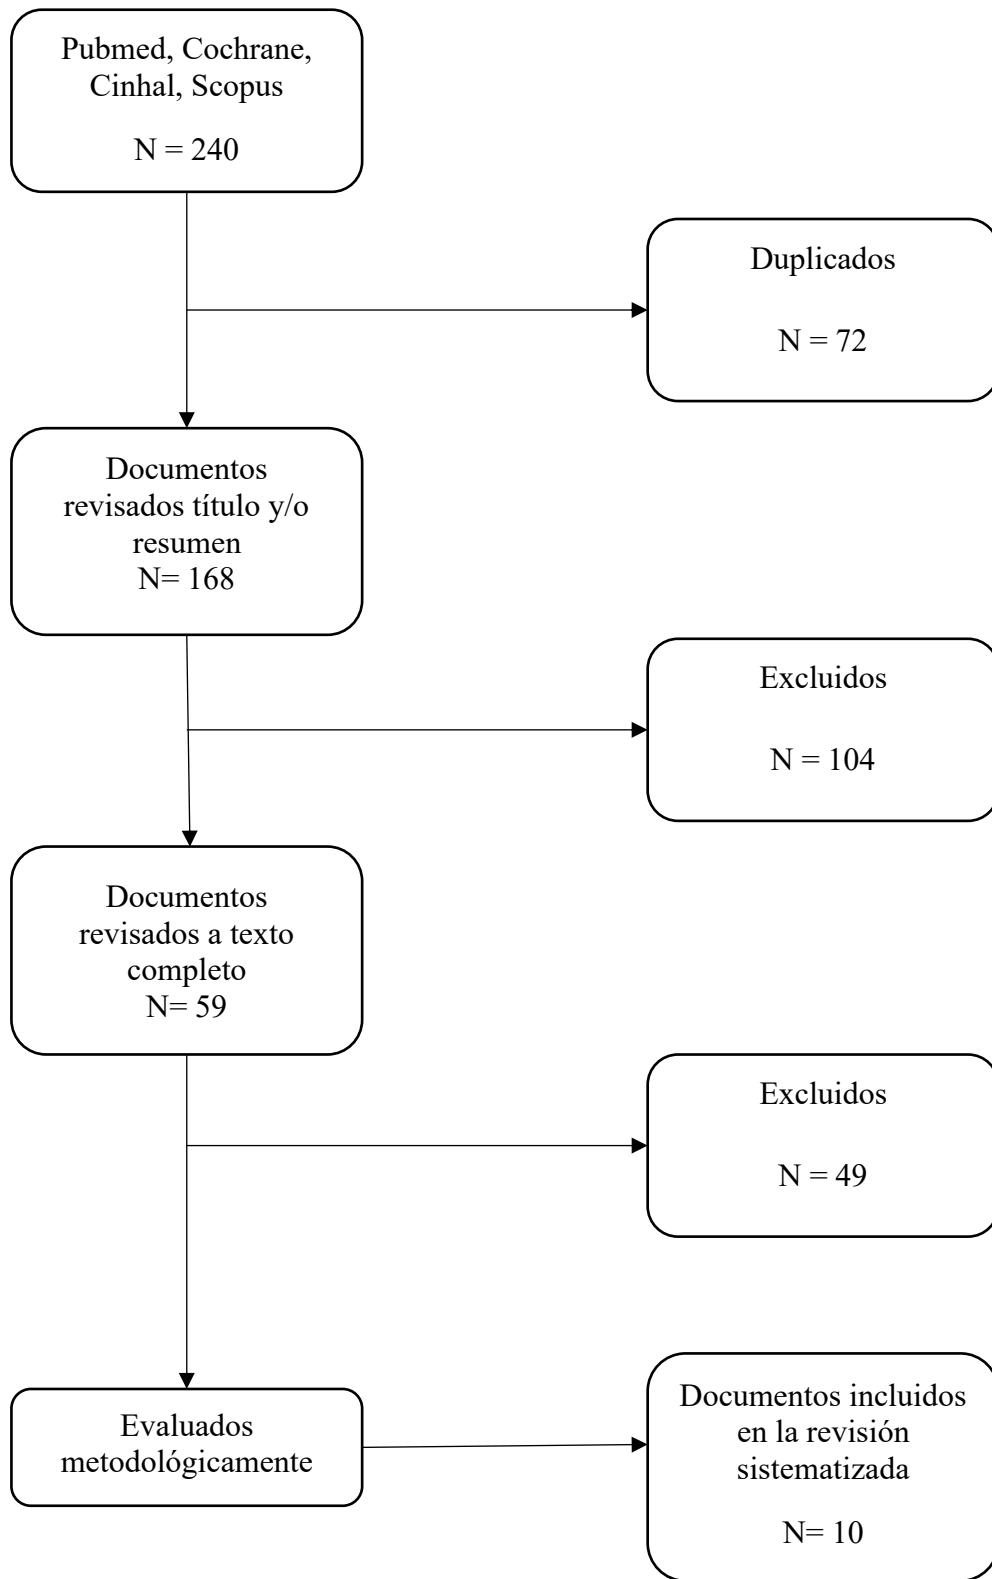 Pubmed, Cochrane,
Cinhal, Scopus
N = 240
Duplicados
N = 72
Documentos
revisados título y/o
resumen
N= 168
Excluidos
N = 104
Documentos
revisados a texto
completo
N= 59
Excluidos
N = 49
Evaluados
metodológicamente
Documentos incluidos
en la revisión
sistematizada
N= 10